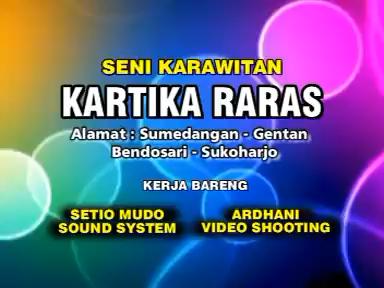 SENI KARAWITAN
KARTIKA RARAS
Alamat : Sumedangan - Gentan
Bendosari - Sukoharjo
KERJA BARENG
SETIO MUDO
SOUND SYSTEM
ARDHANI
VIDEO SHOOTING